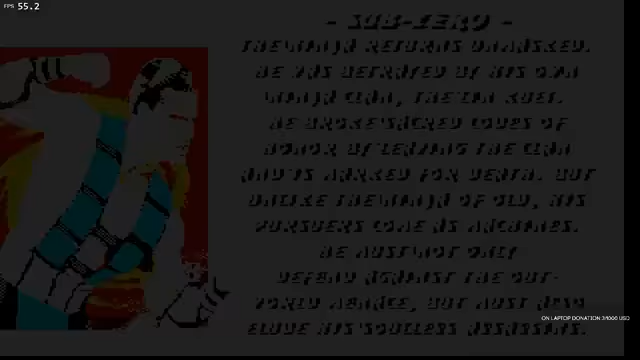 FPS 55.2
- SUB-ZERO -
THE NINJA RETURNS UNMASKED.
HE WAS BETRAYED BY HIS OWN
NINJA CLAN, THE LIN KUEI.
HE BROKE SACRED CODES OF
HONOR BY LEAVING THE CLAN
AND IS MARKED FOR DEATH. BUT
UNLIKE THE NINJA OF OLD, HIS
PURSUERS COME AS MACHINES.
HE MUST NOT ONLY
DEFEND AGAINST THE OUT-
WORLD MENACE, BUT MUST ALSO
ELUDE HIS SOULLESS ASSASSINS.
ON LAPTOP DONATION 2/1000 USD